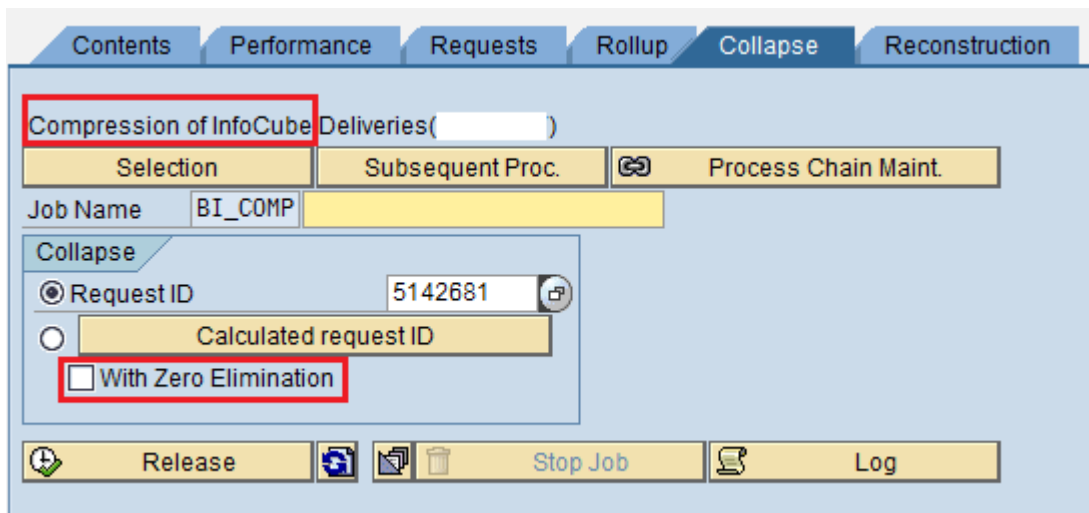 Contents Performance Requests Rollup Collapse Reconstruction
Compression of InfoCube Deliveries( )
Selection Subsequent Proc. Process Chain Maint.
Job Name BI_COMP
Collapse
Request ID 5142681
Calculated request ID
With Zero Elimination
Release Stop Job Log